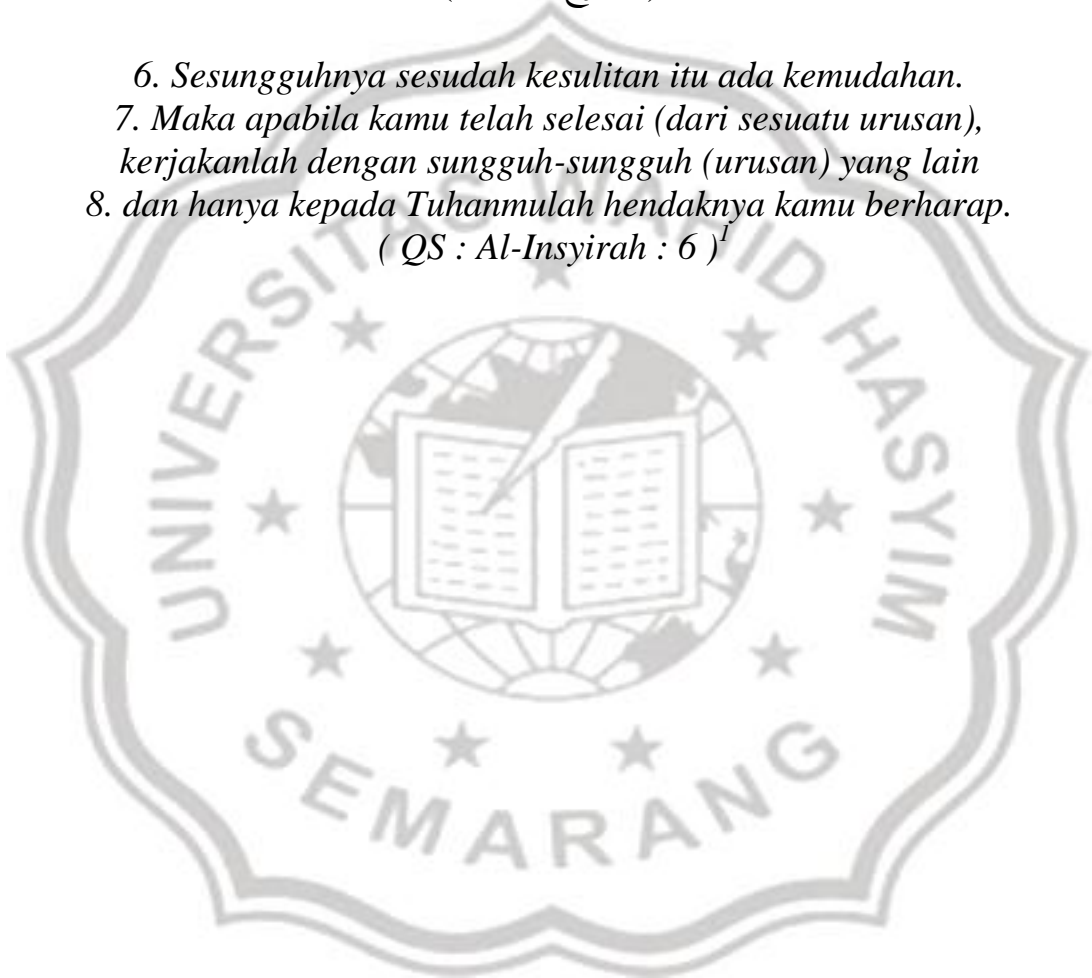 6. Sesungguhnya sesudah kesulitan itu ada kemudahan.
7. Maka apabila kamu telah selesai (dari sesuatu urusan),
kerjakanlah dengan sungguh-sungguh (urusan) yang lain
8. dan hanya kepada Tuhanmulah hendaknya kamu berharap.
( QS : Al-Insyirah : 6 )1
UNIVERSITAS WAHID HASYIM
SEMARANG